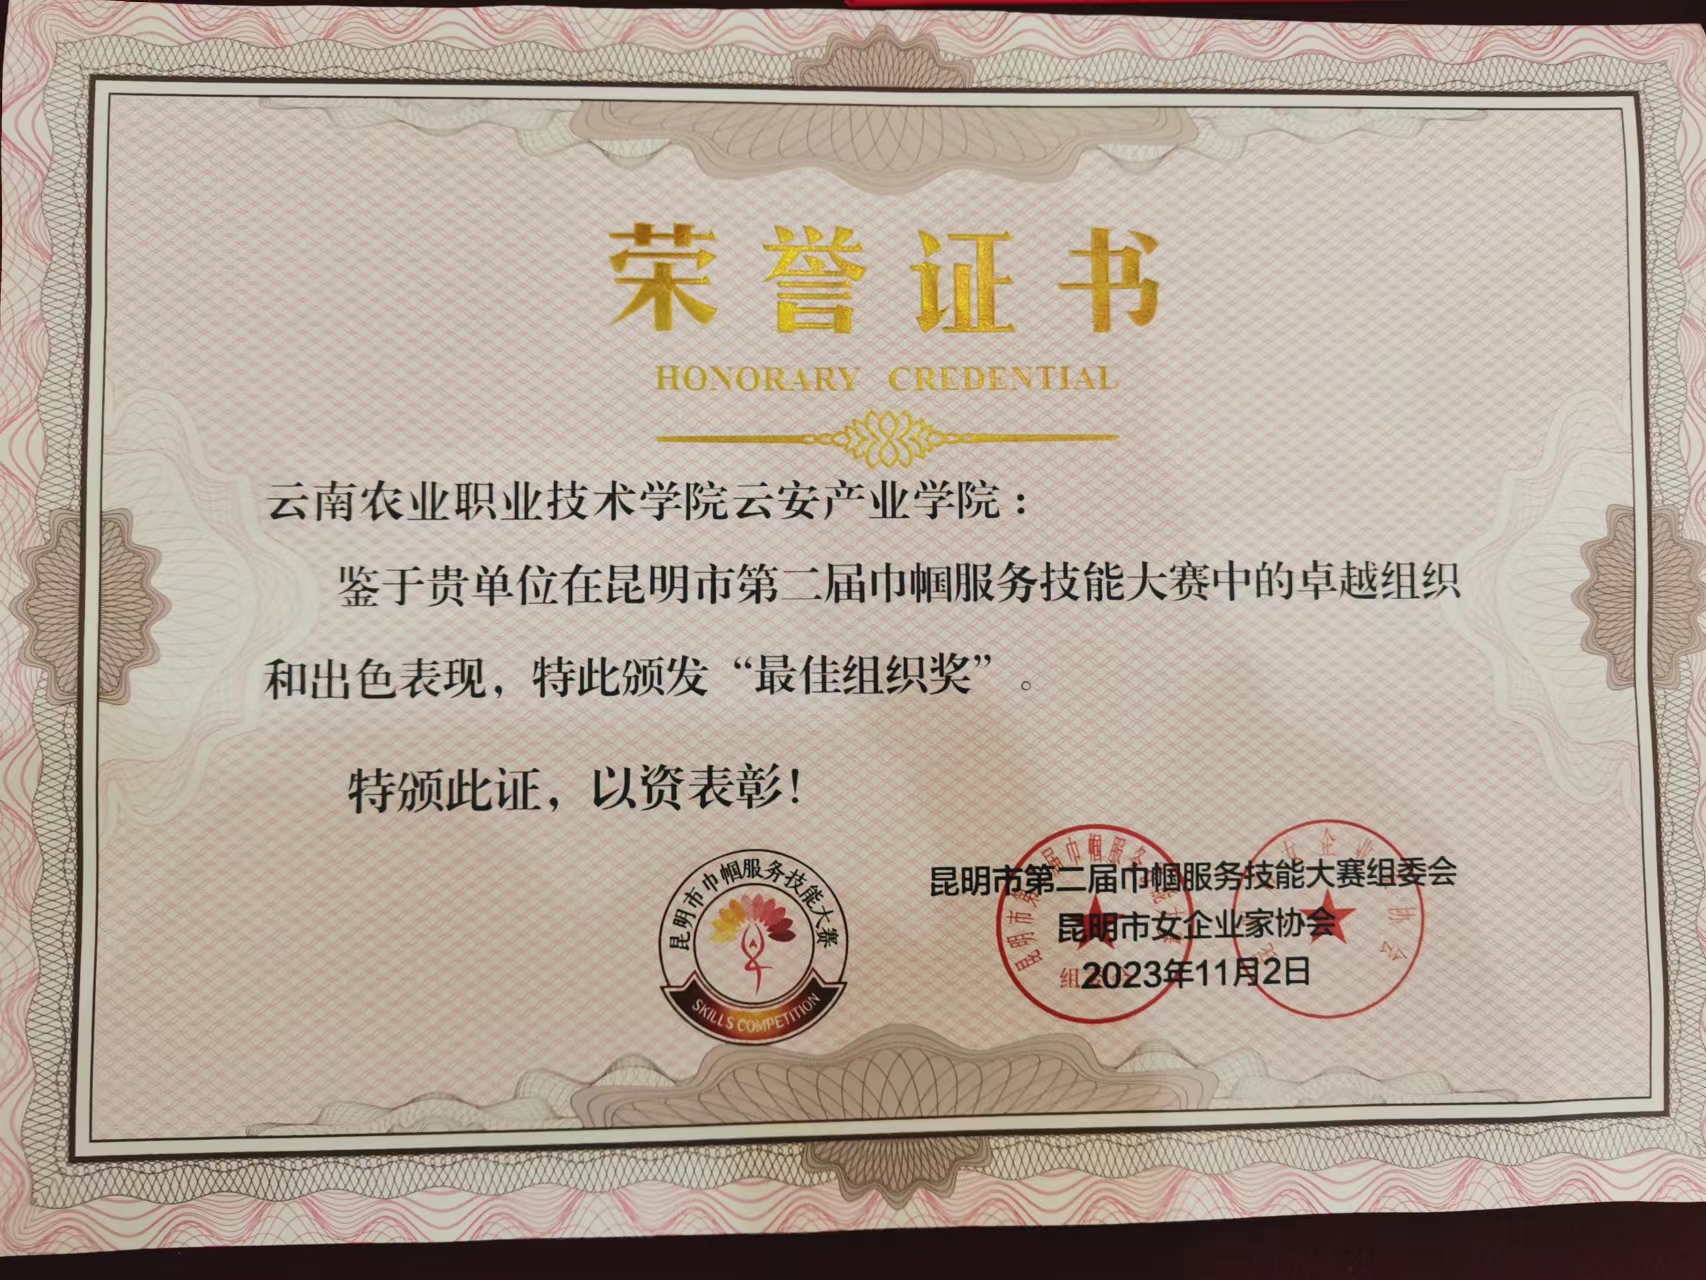 荣誉证书
HONORARY CREDENTIAL
云南农业职业技术学院云安产业学院：
鉴于贵单位在昆明市第二届巾帼服务技能大赛中的卓越组织
和出色表现，特此颁发“最佳组织奖”。
特颁此证，以资表彰！
昆明市巾帼服务技能大赛
SKILLS COMPETITION
昆明市第二届巾帼服务技能大赛组委会
昆明市女企业家协会
2023年11月2日